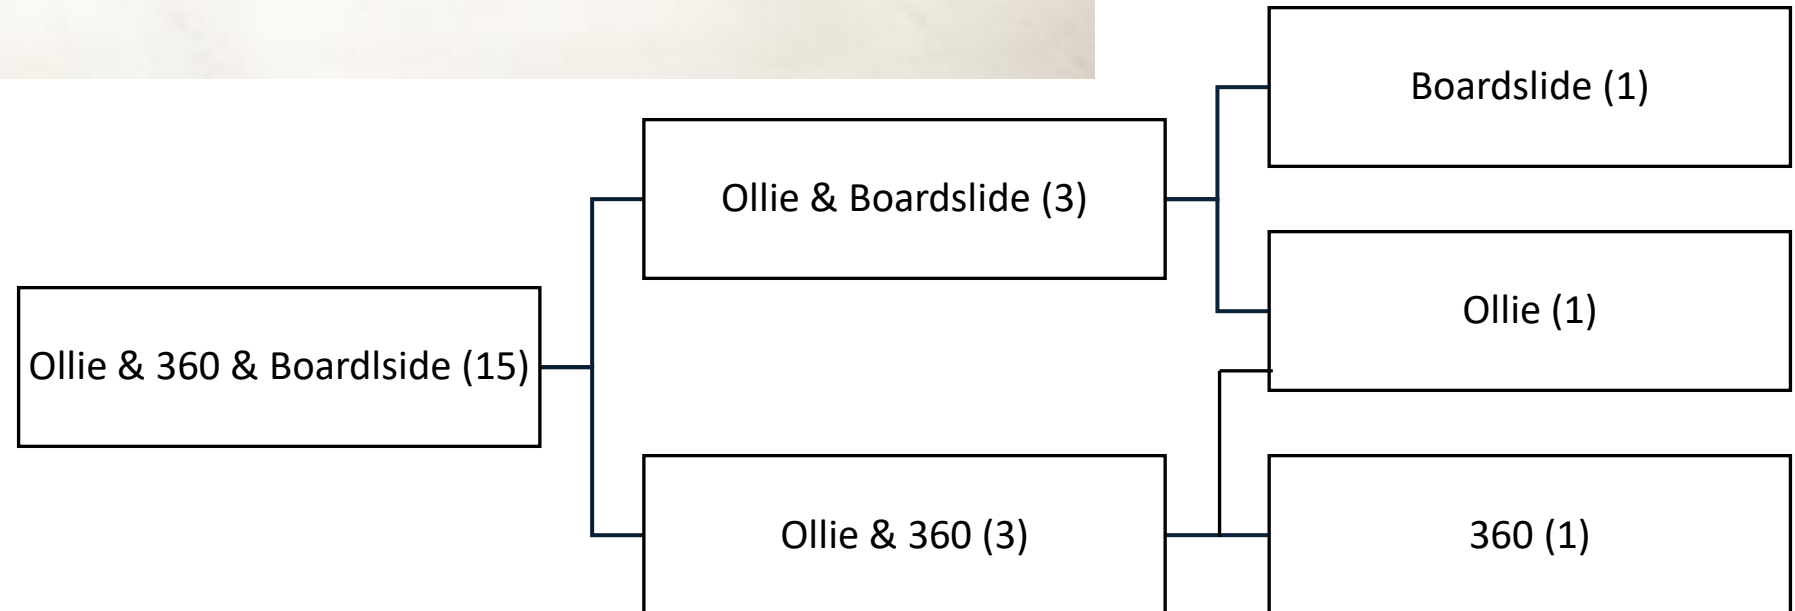 Boardslide (1)
Ollie & Boardslide (3)
Ollie (1)
Ollie & 360 & Boardlside (15)
Ollie & 360 (3)
360 (1)